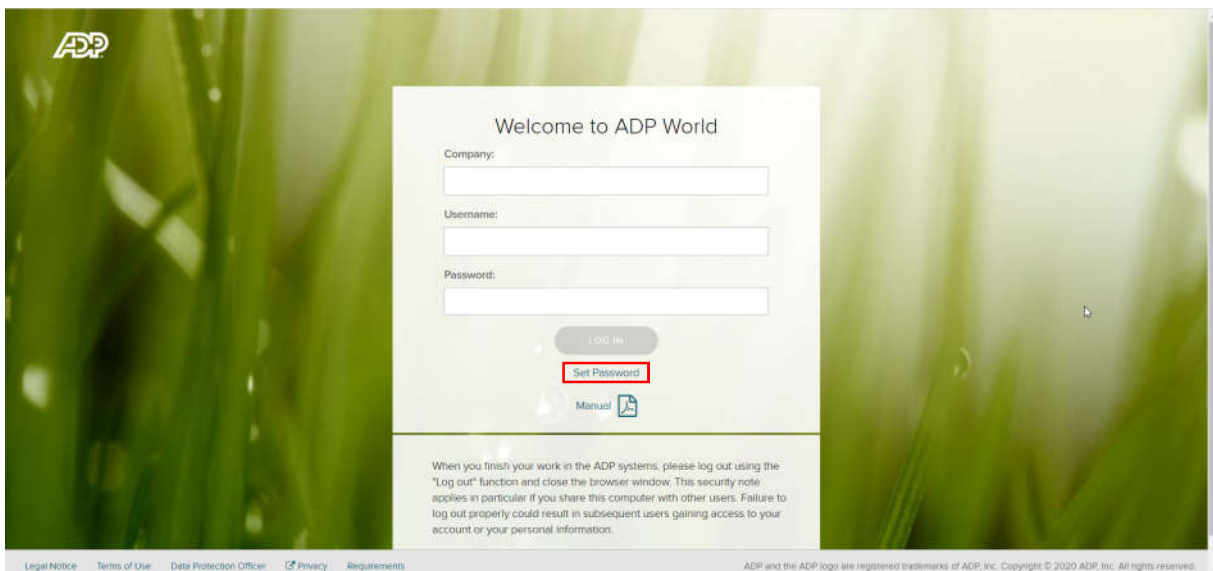 ADP
Welcome to ADP World
Company:
Username:
Password:
LOG IN
Set Password
Manual
When you finish your work in the ADP systems, please log out using the
"Log out" function and close the browser window. This security note
applies in particular if you share this computer with other users. Failure to
log out properly could result in subsequent users gaining access to your
account or your personal information.
Legal Notice Terms of Use Data Protection Officer Privacy Requirements
ADP and the ADP logo are registered trademarks of ADP, Inc. Copyright © 2020 ADP, Inc. All rights reserved.